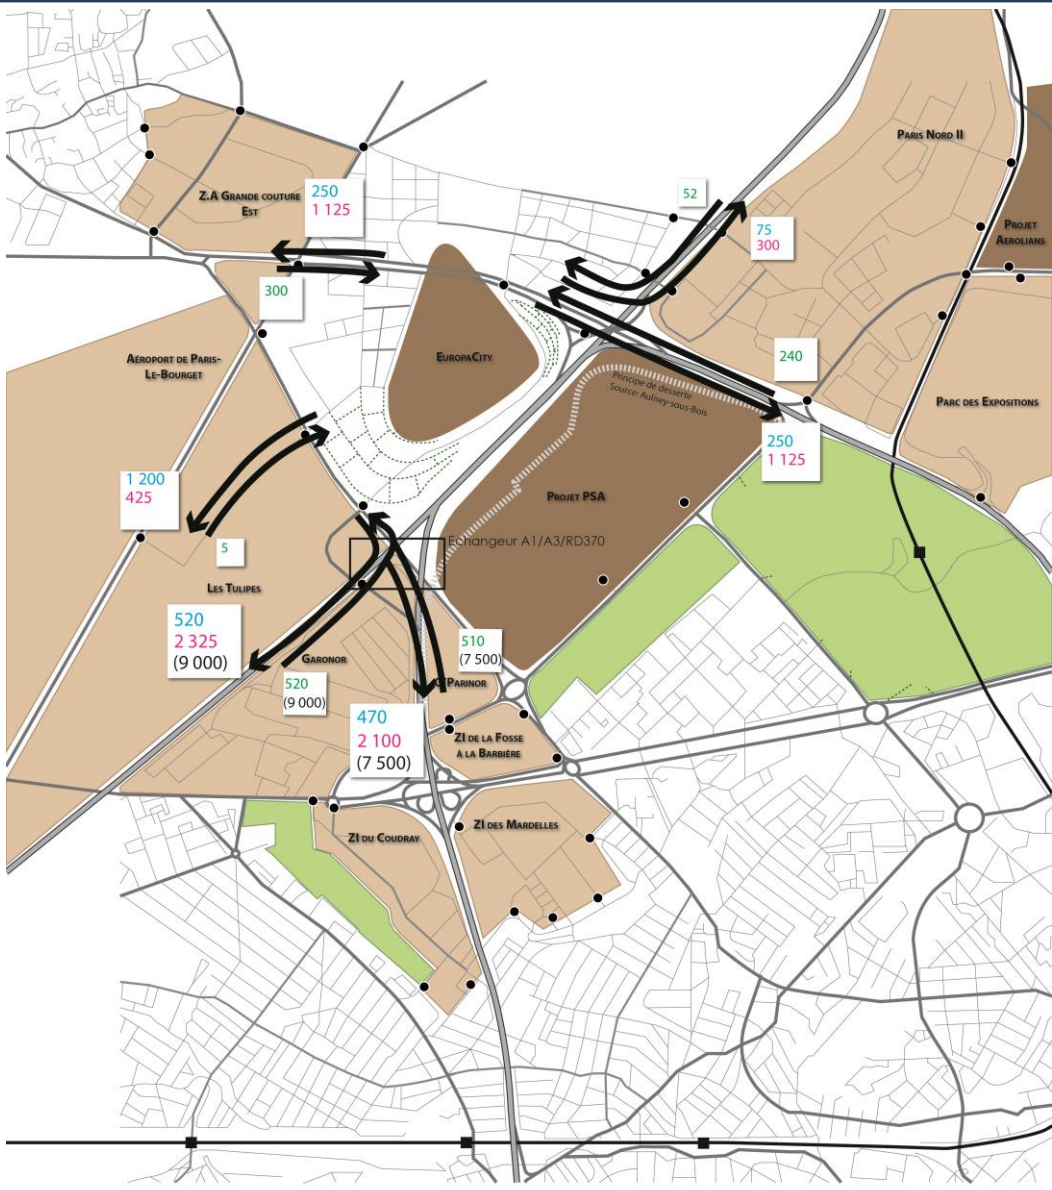 Paris Nord II
Z.A Grande couture
Est
250
1 125
52
75
300
Projet
Aerolians
300
EuropaCity
Aéroport de Paris-
Le-Bourget
240
Principe de desserte
Source: Aulney-sous-Bois
Parc des Expositions
250
1 125
1 200
425
Projet PSA
Echangeur A1/A3/RD370
5
Les Tulipes
520
2 325
(9 000)
510
(7 500)
Garonor
520
(9 000)
O'Parinor
470
2 100
(7 500)
ZI de la Fosse
à la Barbière
ZI du Coudray
ZI des Mardelles